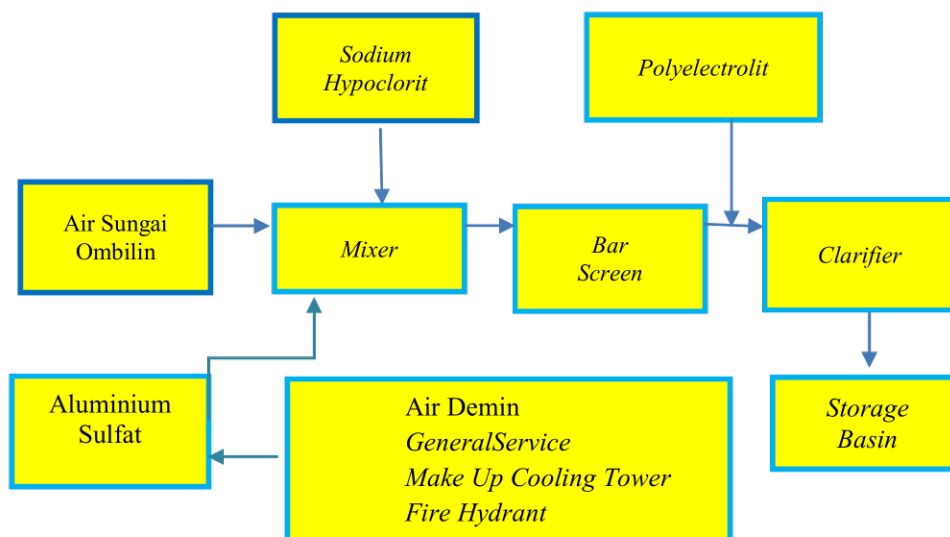 Sodium
Hypoclorit
Polyelectrolit
Air Sungai
Ombilin
Mixer
Bar
Screen
Clarifier
Aluminium
Sulfat
Air Demin
GeneralService
Make Up Cooling Tower
Fire Hydrant
Storage
Basin